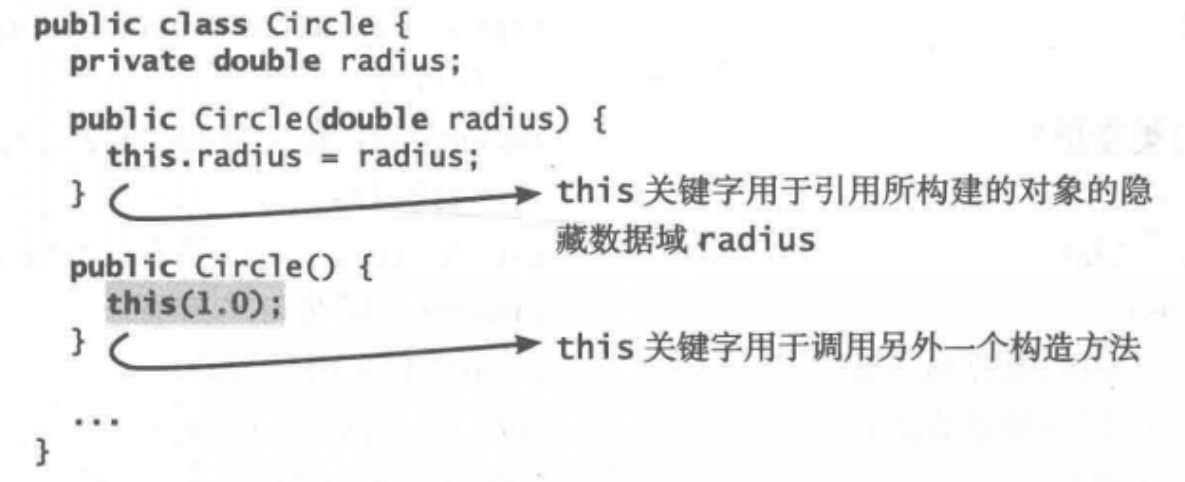 public class Circle {
private double radius;
public Circle(double radius) {
this.radius = radius;
}
this 关键字用于引用所构建的对象的隐
藏数据域 radius
public Circle() {
this(1.0);
}
this 关键字用于调用另外一个构造方法
...
}